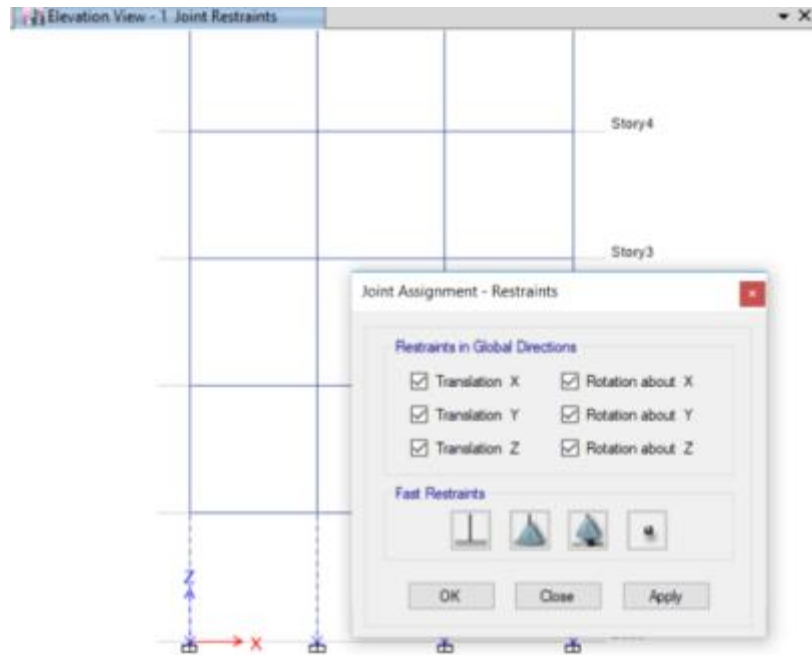 Elevation View - 1 Joint Restraints
Story4
Story3
Joint Assignment - Restraints
Restraints in Global Directions
Translation X
Rotation about X
Translation Y
Rotation about Y
Translation Z
Rotation about Z
Fast Restraints
OK
Close
Apply
Z
X